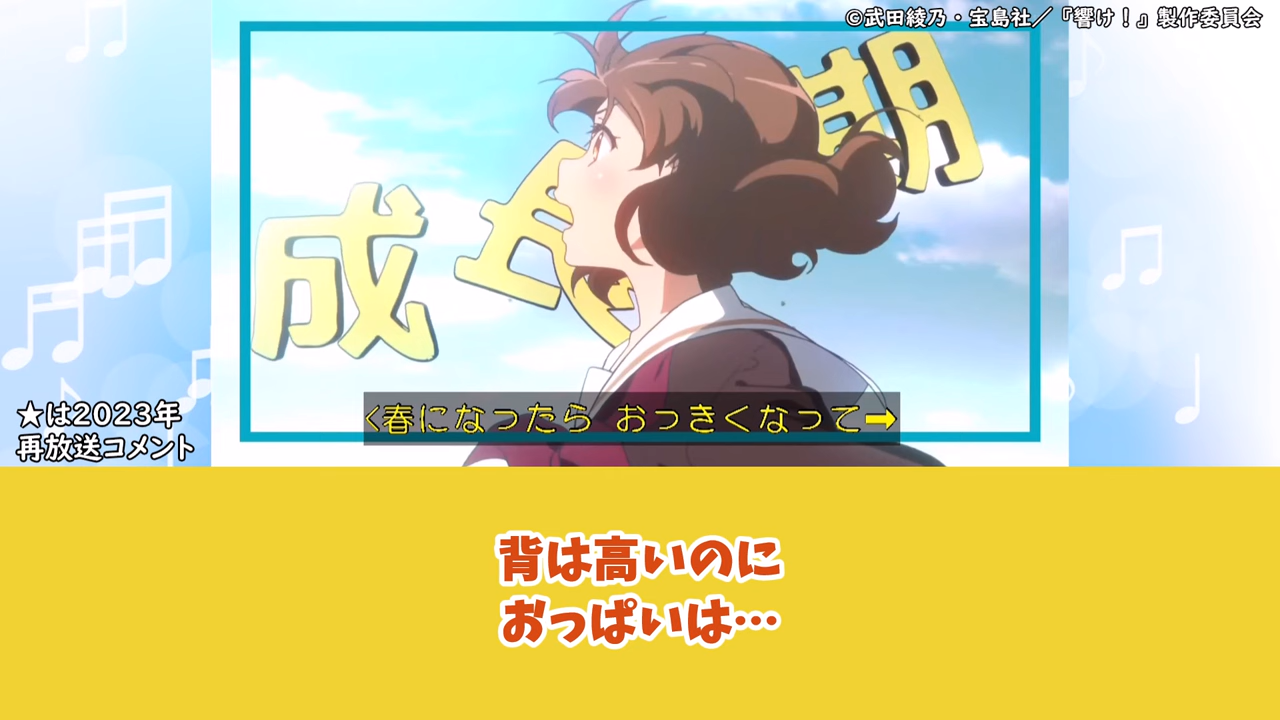 ©武田綾乃・宝島社／『響け！』製作委員会
成長期
<春になったら おっきくなって➡
★は2023年
再放送コメント
背は高いのに
おっぱいは…